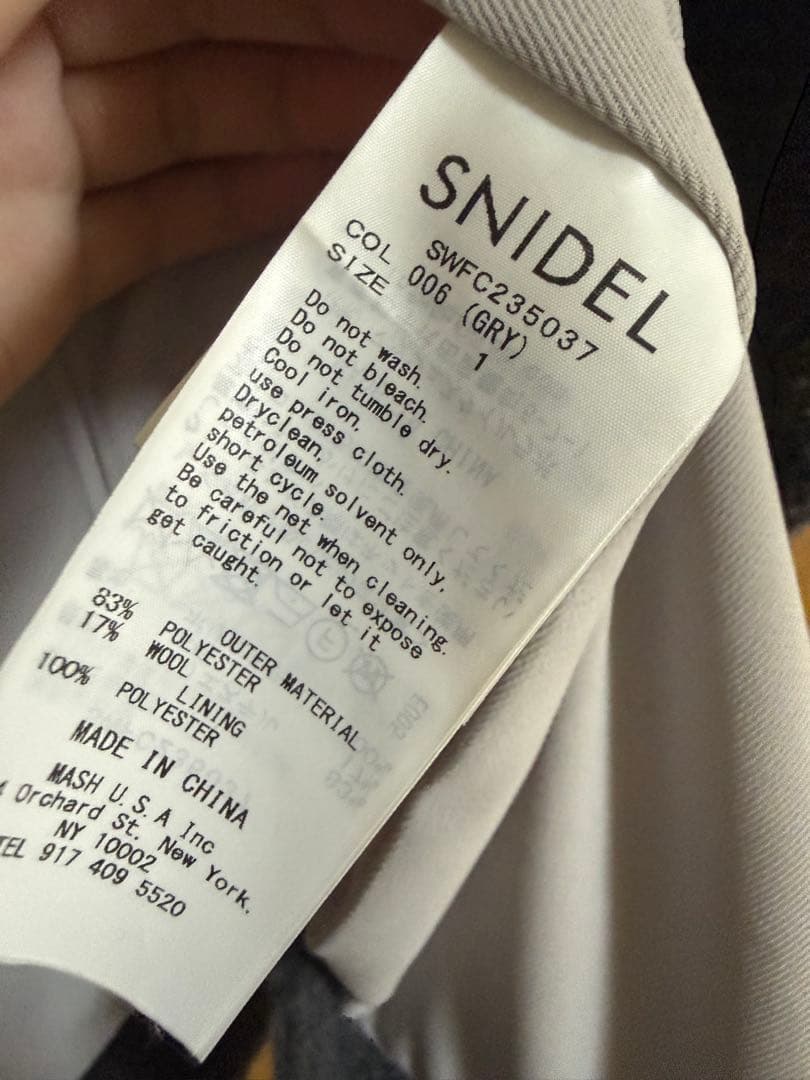 SNIDEL
SWFC235037
COL 006 (GRY)
SIZE 1
Do not wash.
Do not bleach.
Do not tumble dry.
Cool iron.
use press cloth.
Dryclean,
petroleum solvent only,
short cycle.
Use the net when cleaning.
Be careful not to expose
to friction or let it
get caught.
OUTER MATERIAL
83% POLYESTER
17% WOOL
LINING
100% POLYESTER
MADE IN CHINA
MASH U.S.A Inc
Orchard St. New York.
NY 10002
TEL 917 409 5520